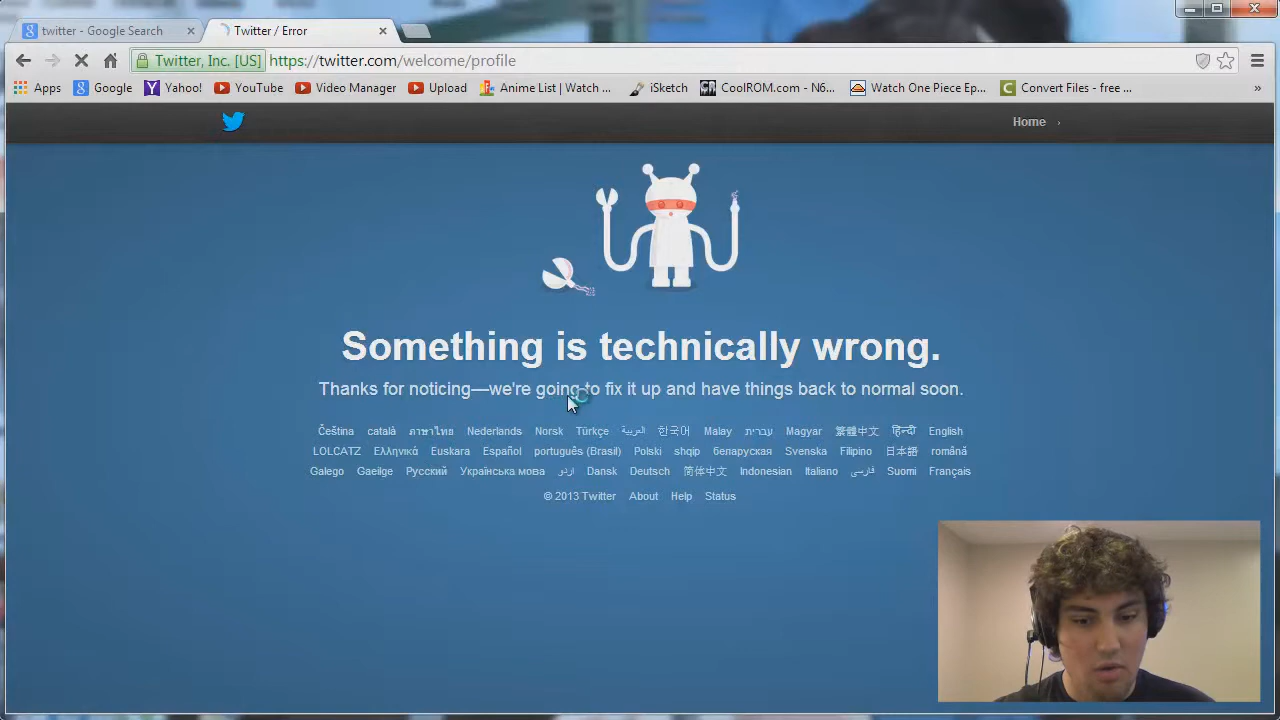 twitter - Google Search
Twitter / Error
Twitter, Inc. [US] https://twitter.com/welcome/profile
Apps Google Yahoo! YouTube Video Manager Upload Anime List | Watch ... iSketch CoolROM.com - N6... Watch One Piece Ep... Convert Files - free ... »
Home ›
Something is technically wrong.
Thanks for noticing—we're going to fix it up and have things back to normal soon.
Čeština català ภาษาไทย Nederlands Norsk Türkçe العربية 한국어 Malay עברית Magyar 繁體中文 हिन्दी English
LOLCATZ Ελληνικά Euskara Español português (Brasil) Polski shqip беларуская Svenska Filipino 日本語 română
Galego Gaeilge Русский Українська мова اردو Dansk Deutsch 简体中文 Indonesian Italiano فارسی Suomi Français
© 2013 Twitter About Help Status